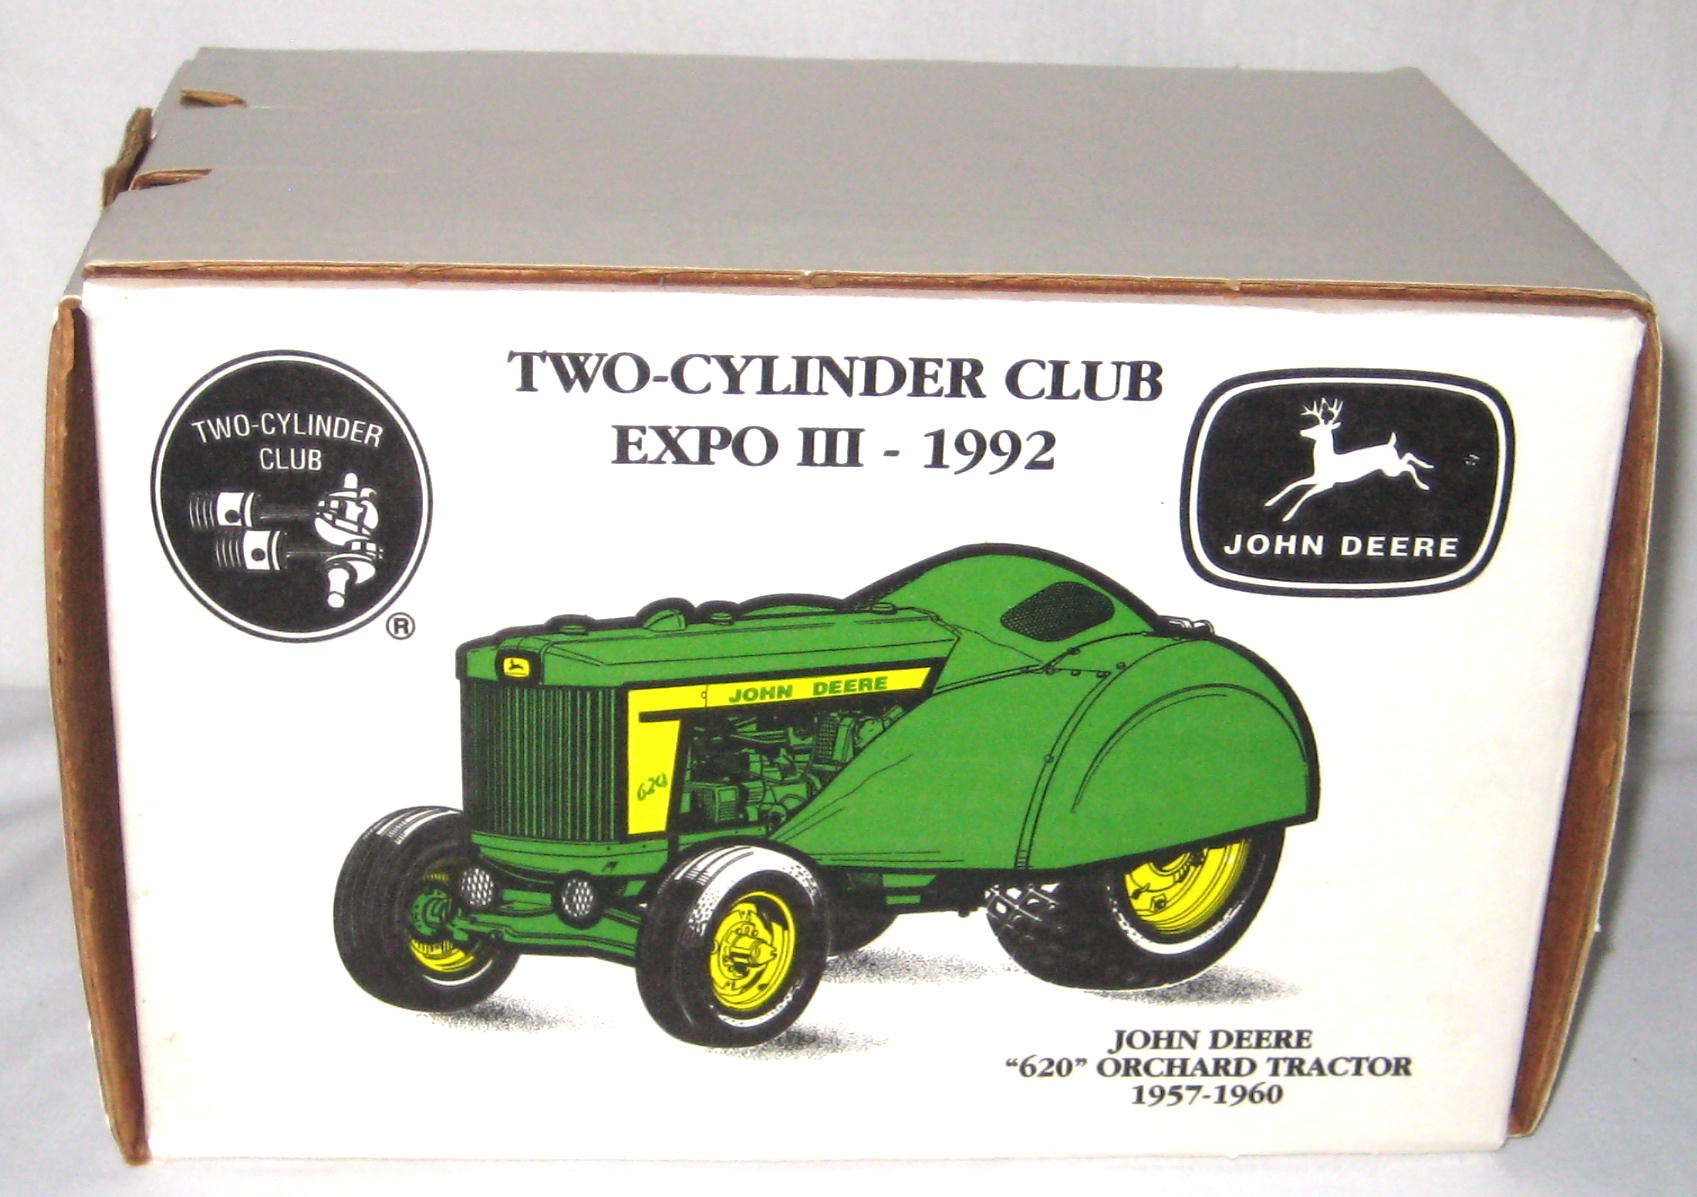 TWO-CYLINDER CLUB
EXPO III - 1992
TWO-CYLINDER
CLUB
®
JOHN DEERE
JOHN DEERE
620
JOHN DEERE
"620" ORCHARD TRACTOR
1957-1960